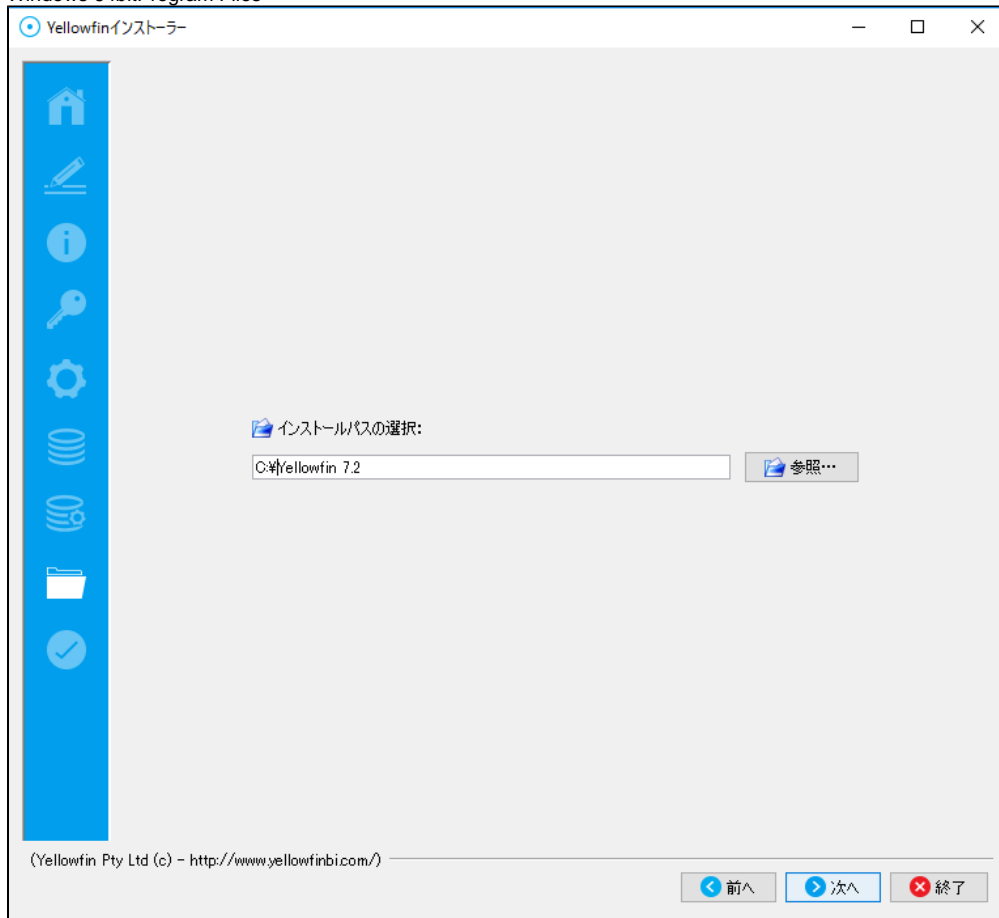 Yellowfinインストーラー
インストールパスの選択:
C:¥Yellowfin 7.2
参照…
(Yellowfin Pty Ltd (c) - http://www.yellowfinbi.com/)
前へ
次へ
終了